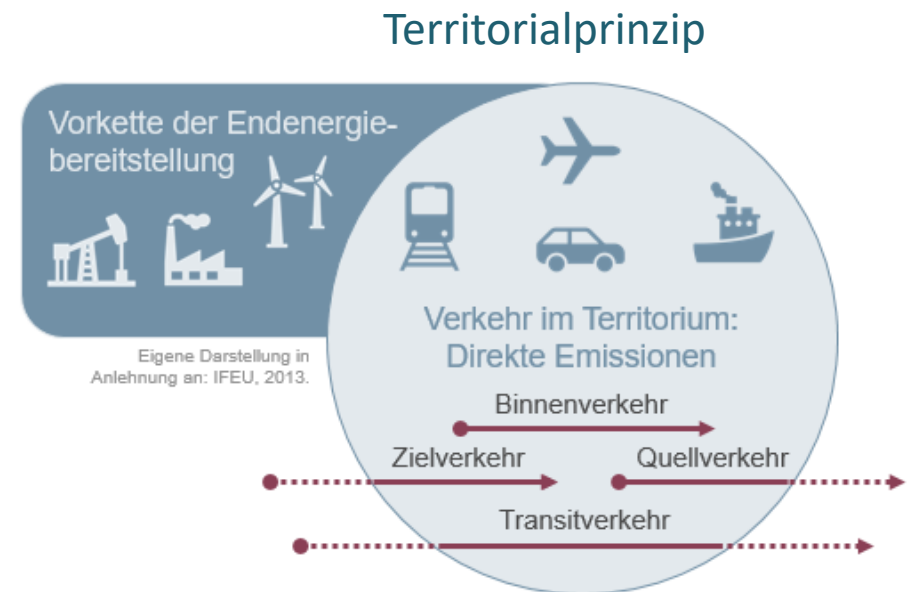 Territorialprinzip
Vorkette der Endenergie-
bereitstellung
Eigene Darstellung in
Anlehnung an: IFEU, 2013.
Verkehr im Territorium:
Direkte Emissionen
Binnenverkehr
Zielverkehr
Quellverkehr
Transitverkehr